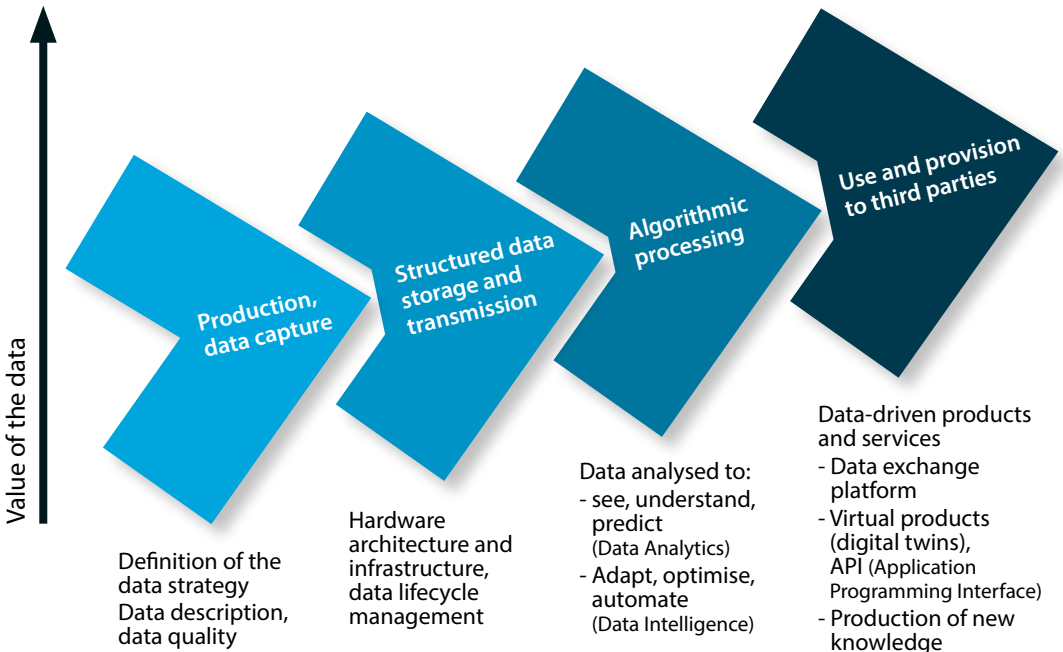 Value of the data
Production,
data capture
Structured data
storage and
transmission
Algorithmic
processing
Use and provision
to third parties
Definition of the
data strategy
Data description,
data quality
Hardware
architecture and
infrastructure,
data lifecycle
management
Data analysed to:
- see, understand,
predict
(Data Analytics)
- Adapt, optimise,
automate
(Data Intelligence)
Data-driven products
and services
- Data exchange
platform
- Virtual products
(digital twins),
API (Application
Programming Interface)
- Production of new
knowledge